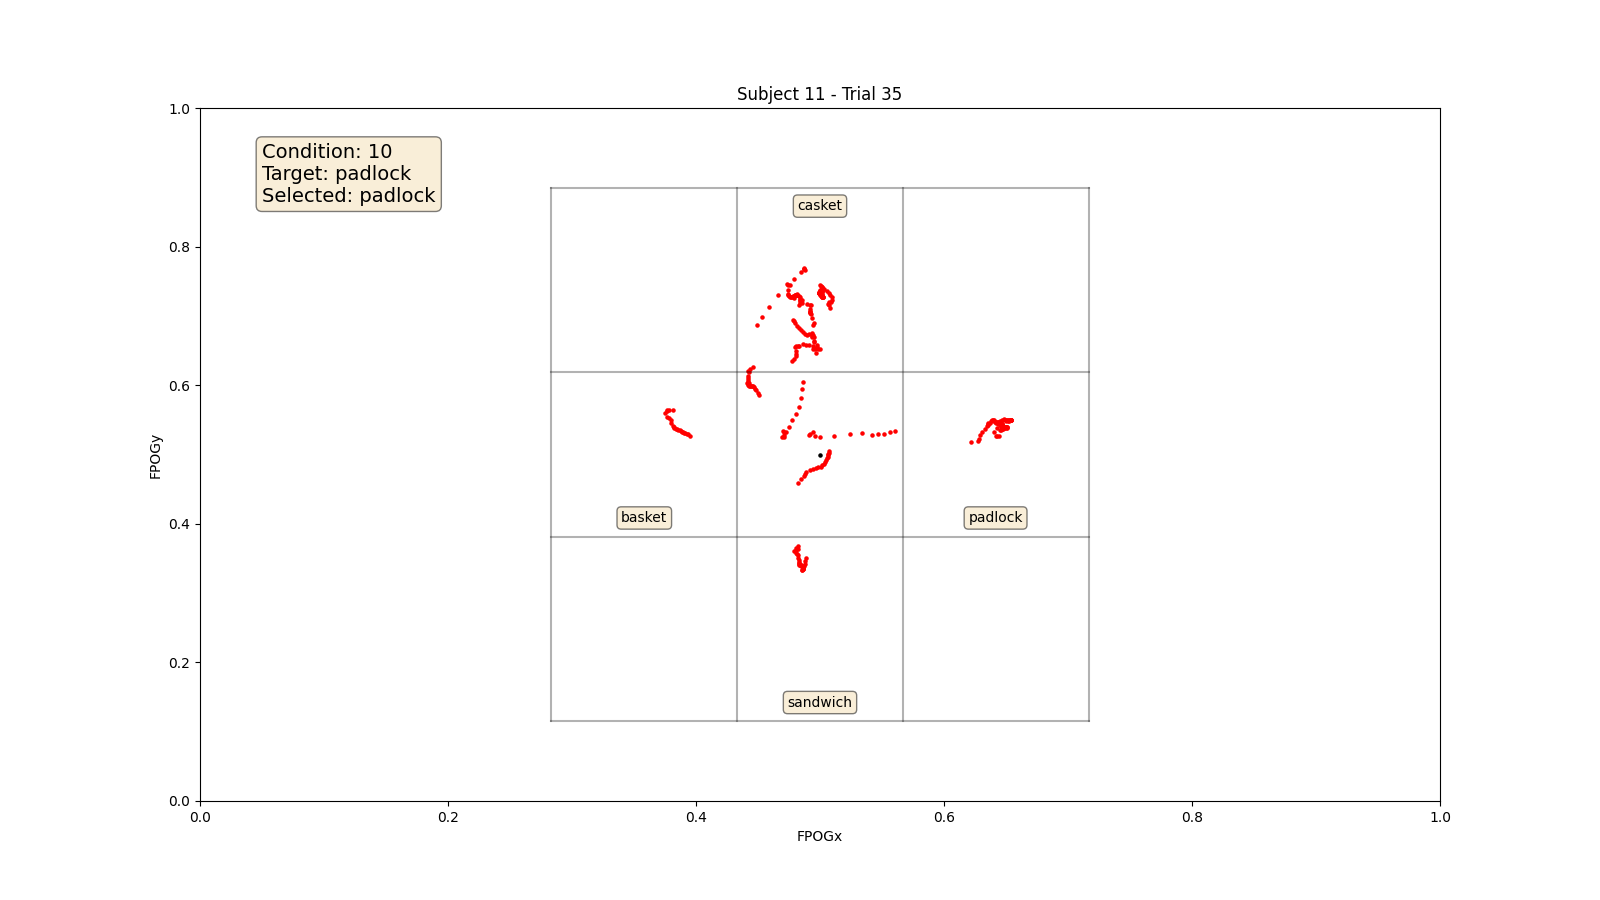 Subject 11 - Trial 35
1.0
Condition: 10
Target: padlock
Selected: padlock
casket
0.8
0.6
FPOGy
0.4
basket
padlock
0.2
sandwich
0.0
0.0 0.2 0.4 0.6 0.8 1.0
FPOGx